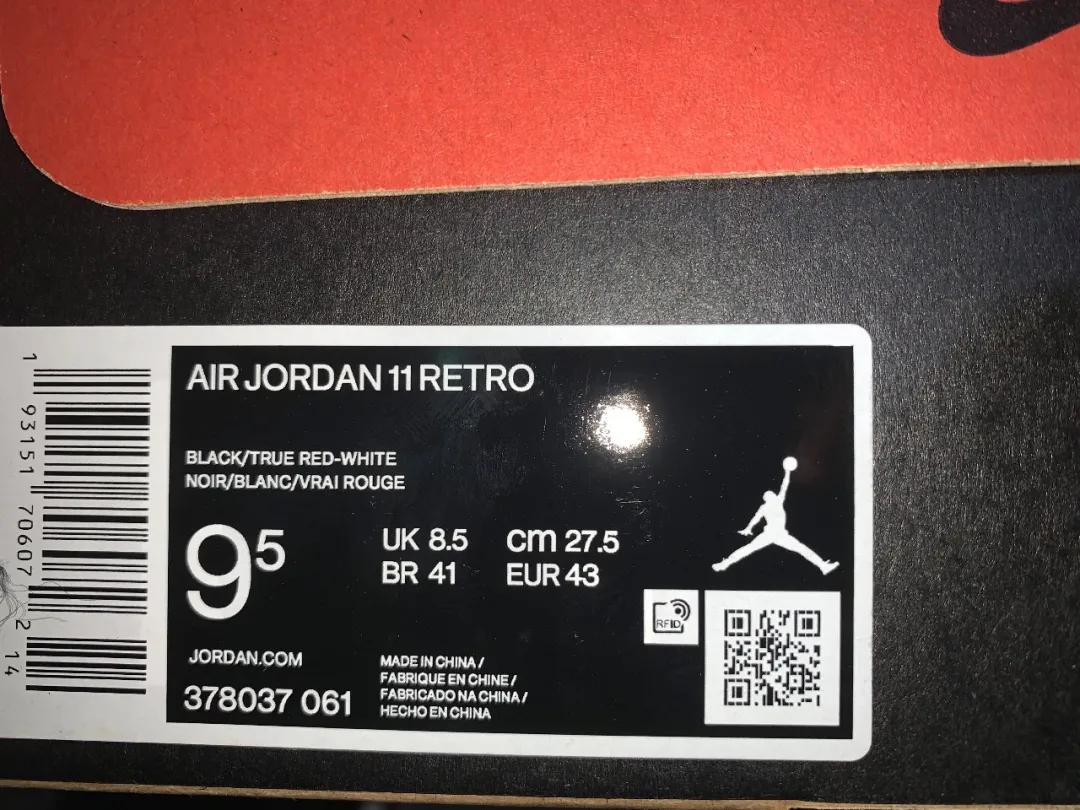 AIR JORDAN 11 RETRO
BLACK/TRUE RED-WHITE
NOIR/BLANC/VRAI ROUGE
9 5
UK 8.5 cm 27.5
BR 41 EUR 43
RFID
JORDAN.COM
378037 061
MADE IN CHINA /
FABRIQUE EN CHINE /
FABRICADO NA CHINA /
HECHO EN CHINA
1 93151 70607 2 14